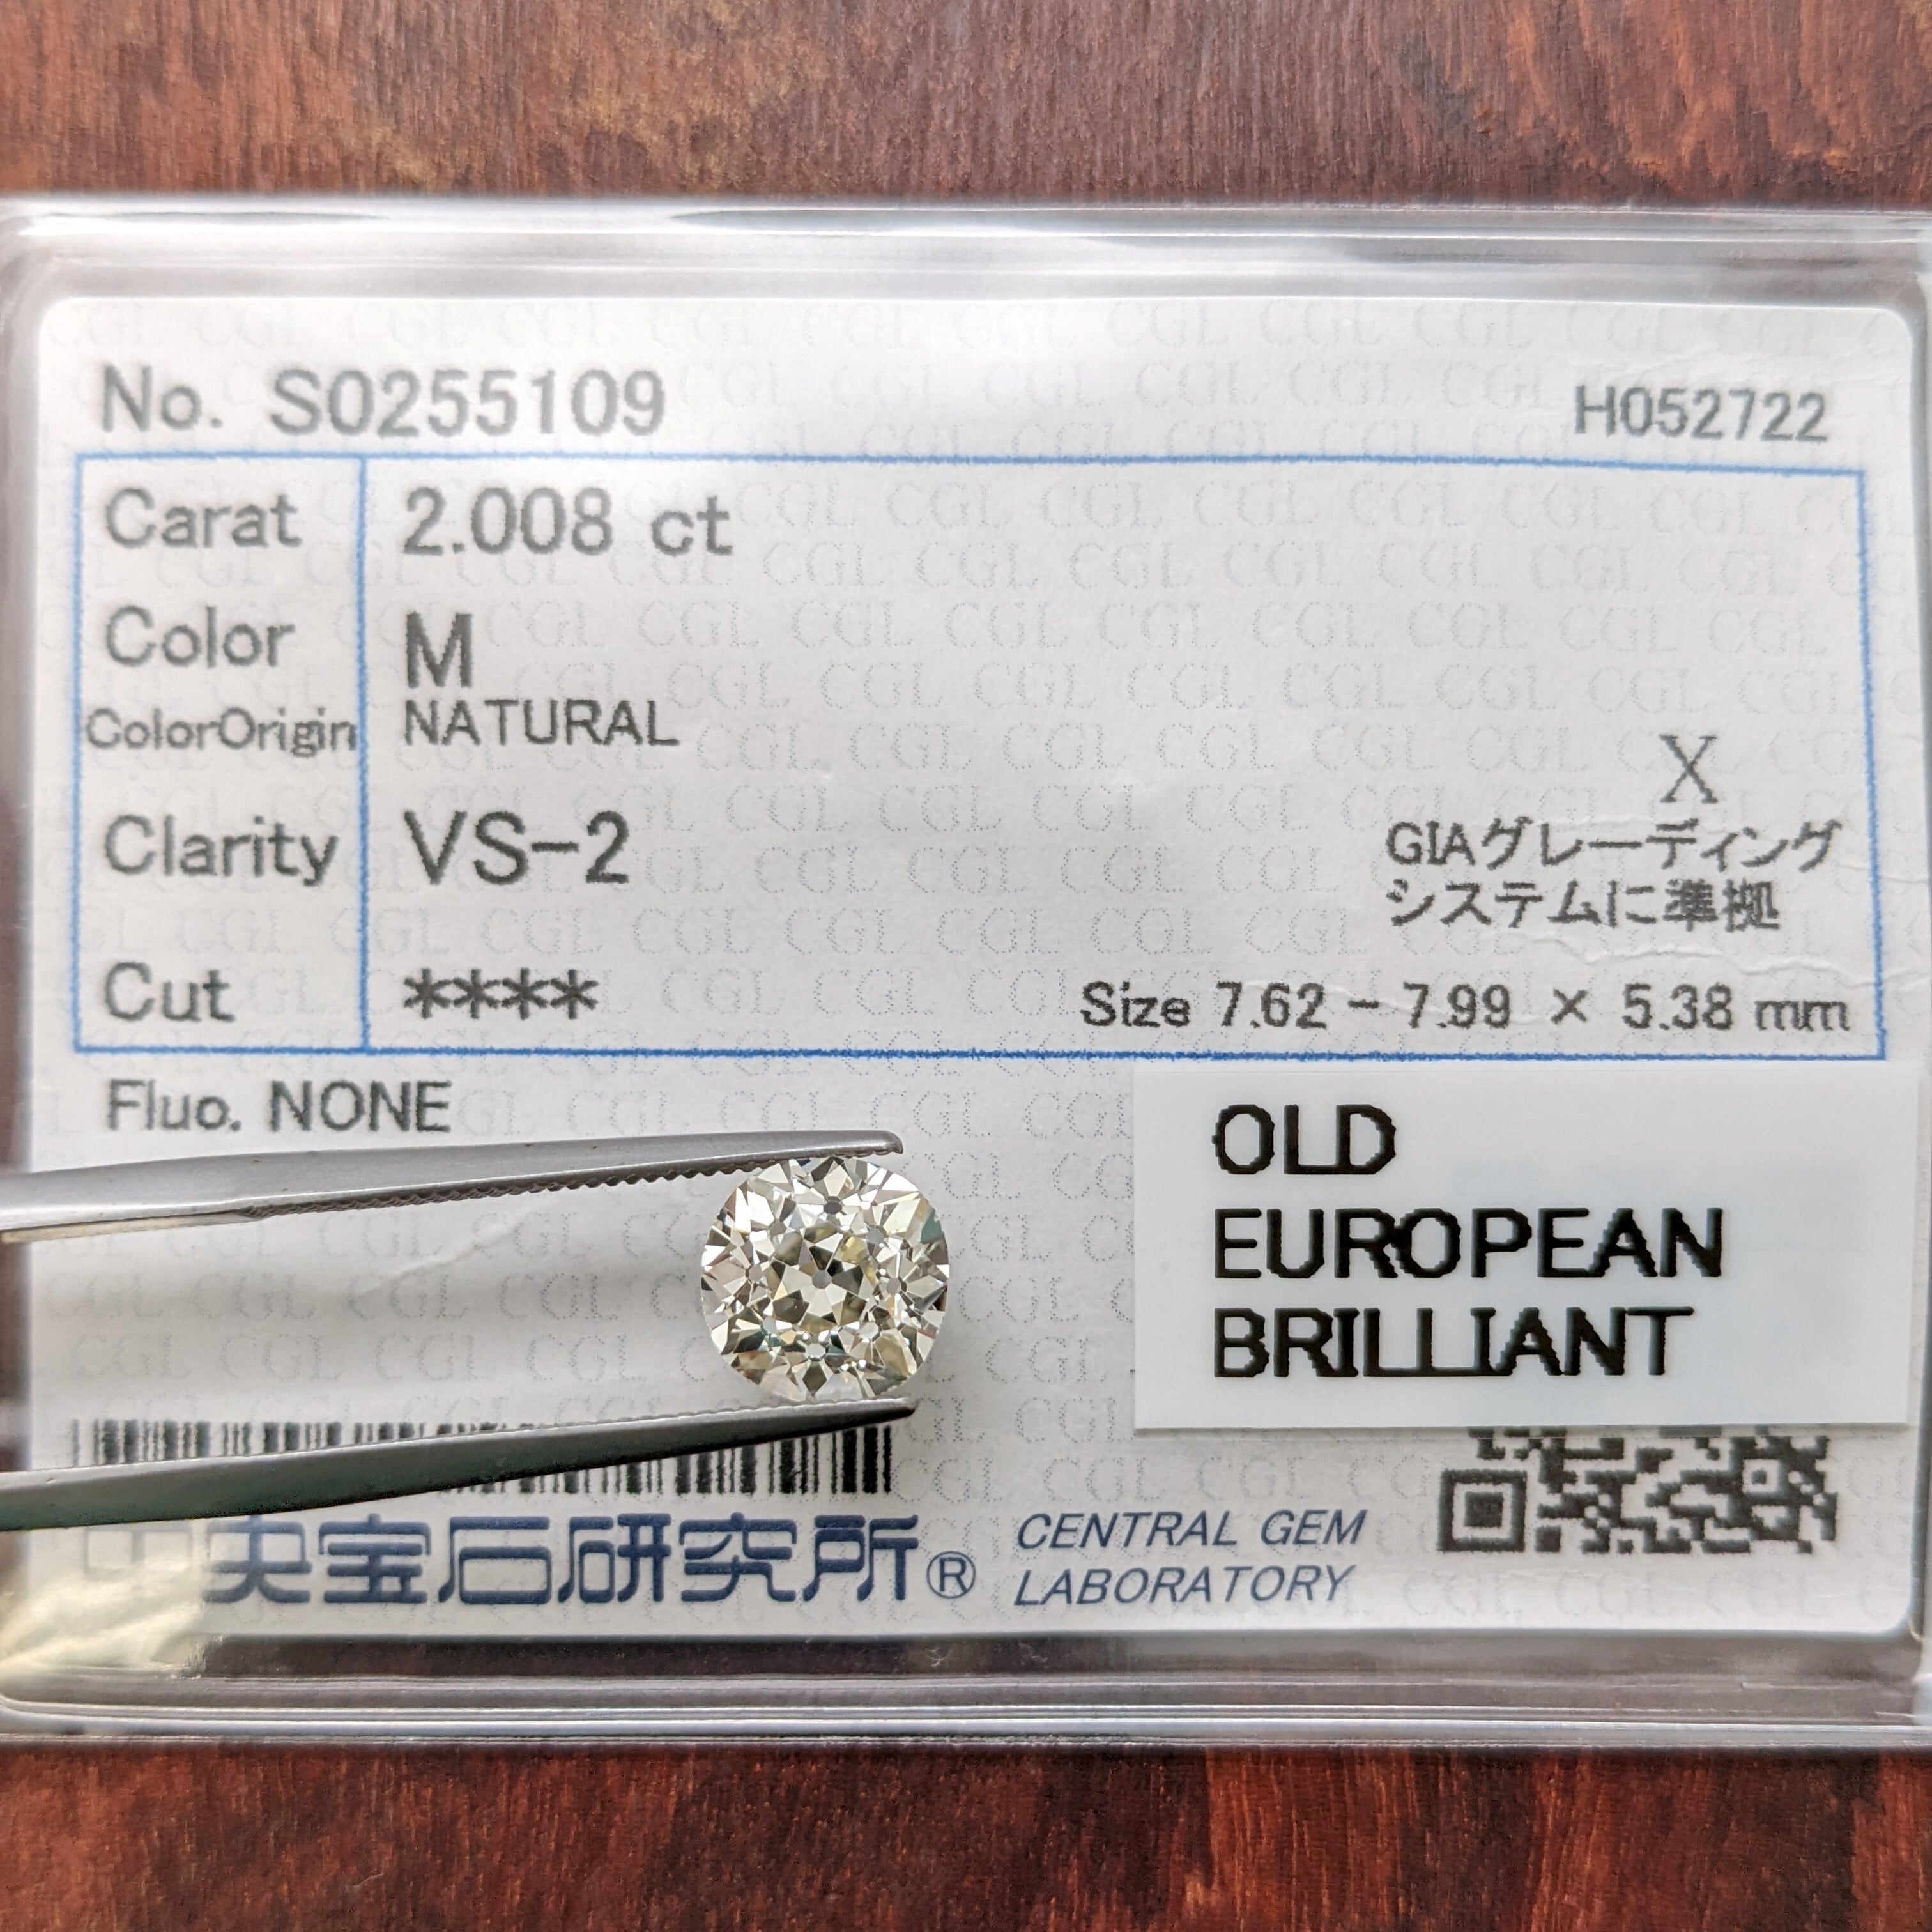 No. S0255109
H052722
Carat 2.008 ct
Color M
ColorOrigin NATURAL
X
Clarity VS-2
GIAグレーディング
システムに準拠
Cut ****
Size 7.62 - 7.99 × 5.38 mm
Fluo. NONE
OLD
EUROPEAN
BRILLIANT
中央宝石研究所®
CENTRAL GEM
LABORATORY